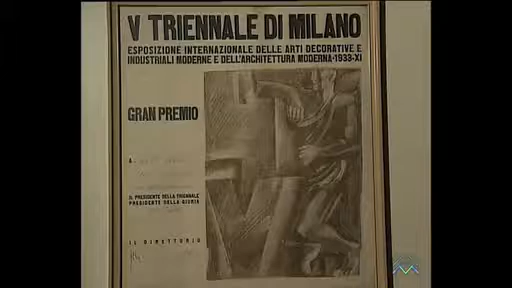 V TRIENNALE DI MILANO
ESPOSIZIONE INTERNAZIONALE DELLE ARTI DECORATIVE E
INDUSTRIALI MODERNE E DELL'ARCHITETTURA MODERNA·1933-XI
GRAN PREMIO
A
IL PRESIDENTE DELLA TRIENNALE
PRESIDENTE DELLA GIURIA
IL DIRETTORIO